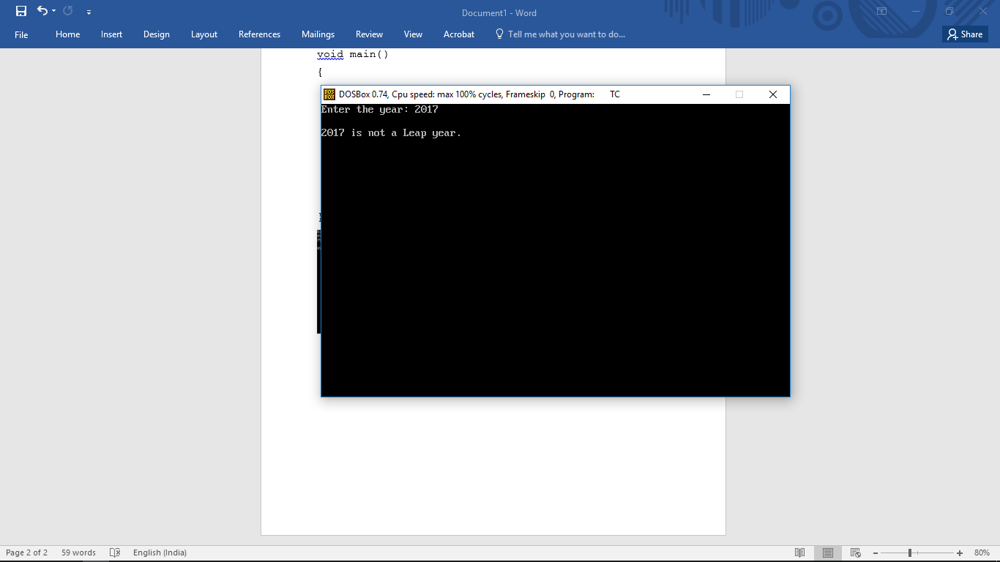 Document1 - Word
File Home Insert Design Layout References Mailings Review View Acrobat Tell me what you want to do... Share
void main()
{
DOSBox 0.74, Cpu speed: max 100% cycles, Frameskip 0, Program: TC
Enter the year: 2017
2017 is not a Leap year.
}
Page 2 of 2 59 words English (India) 80%